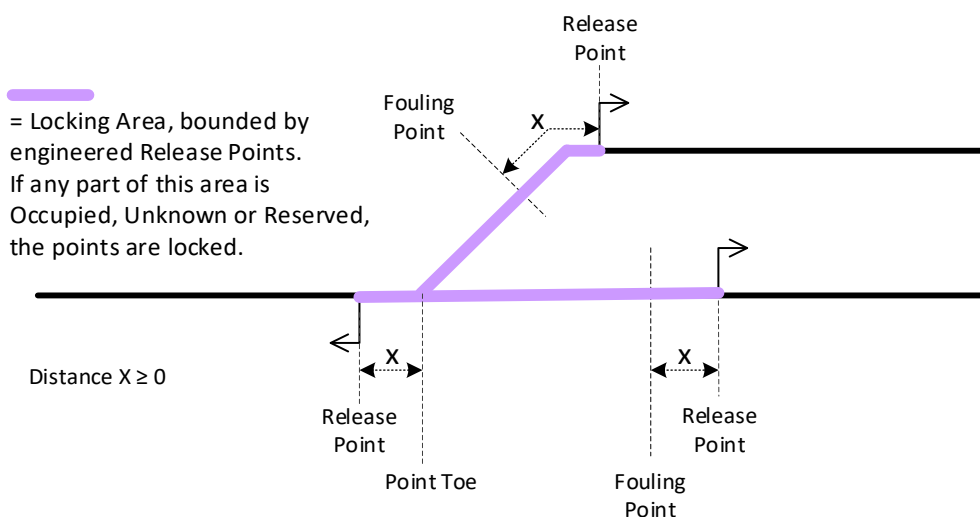 Release
Point
Fouling
Point
X
= Locking Area, bounded by
engineered Release Points.
If any part of this area is
Occupied, Unknown or Reserved,
the points are locked.
X
X
Distance X ≥ 0
Release
Point
Release
Point
Point Toe
Fouling
Point